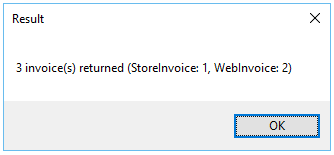 Result
3 invoice(s) returned (StoreInvoice: 1, WebInvoice: 2)
OK